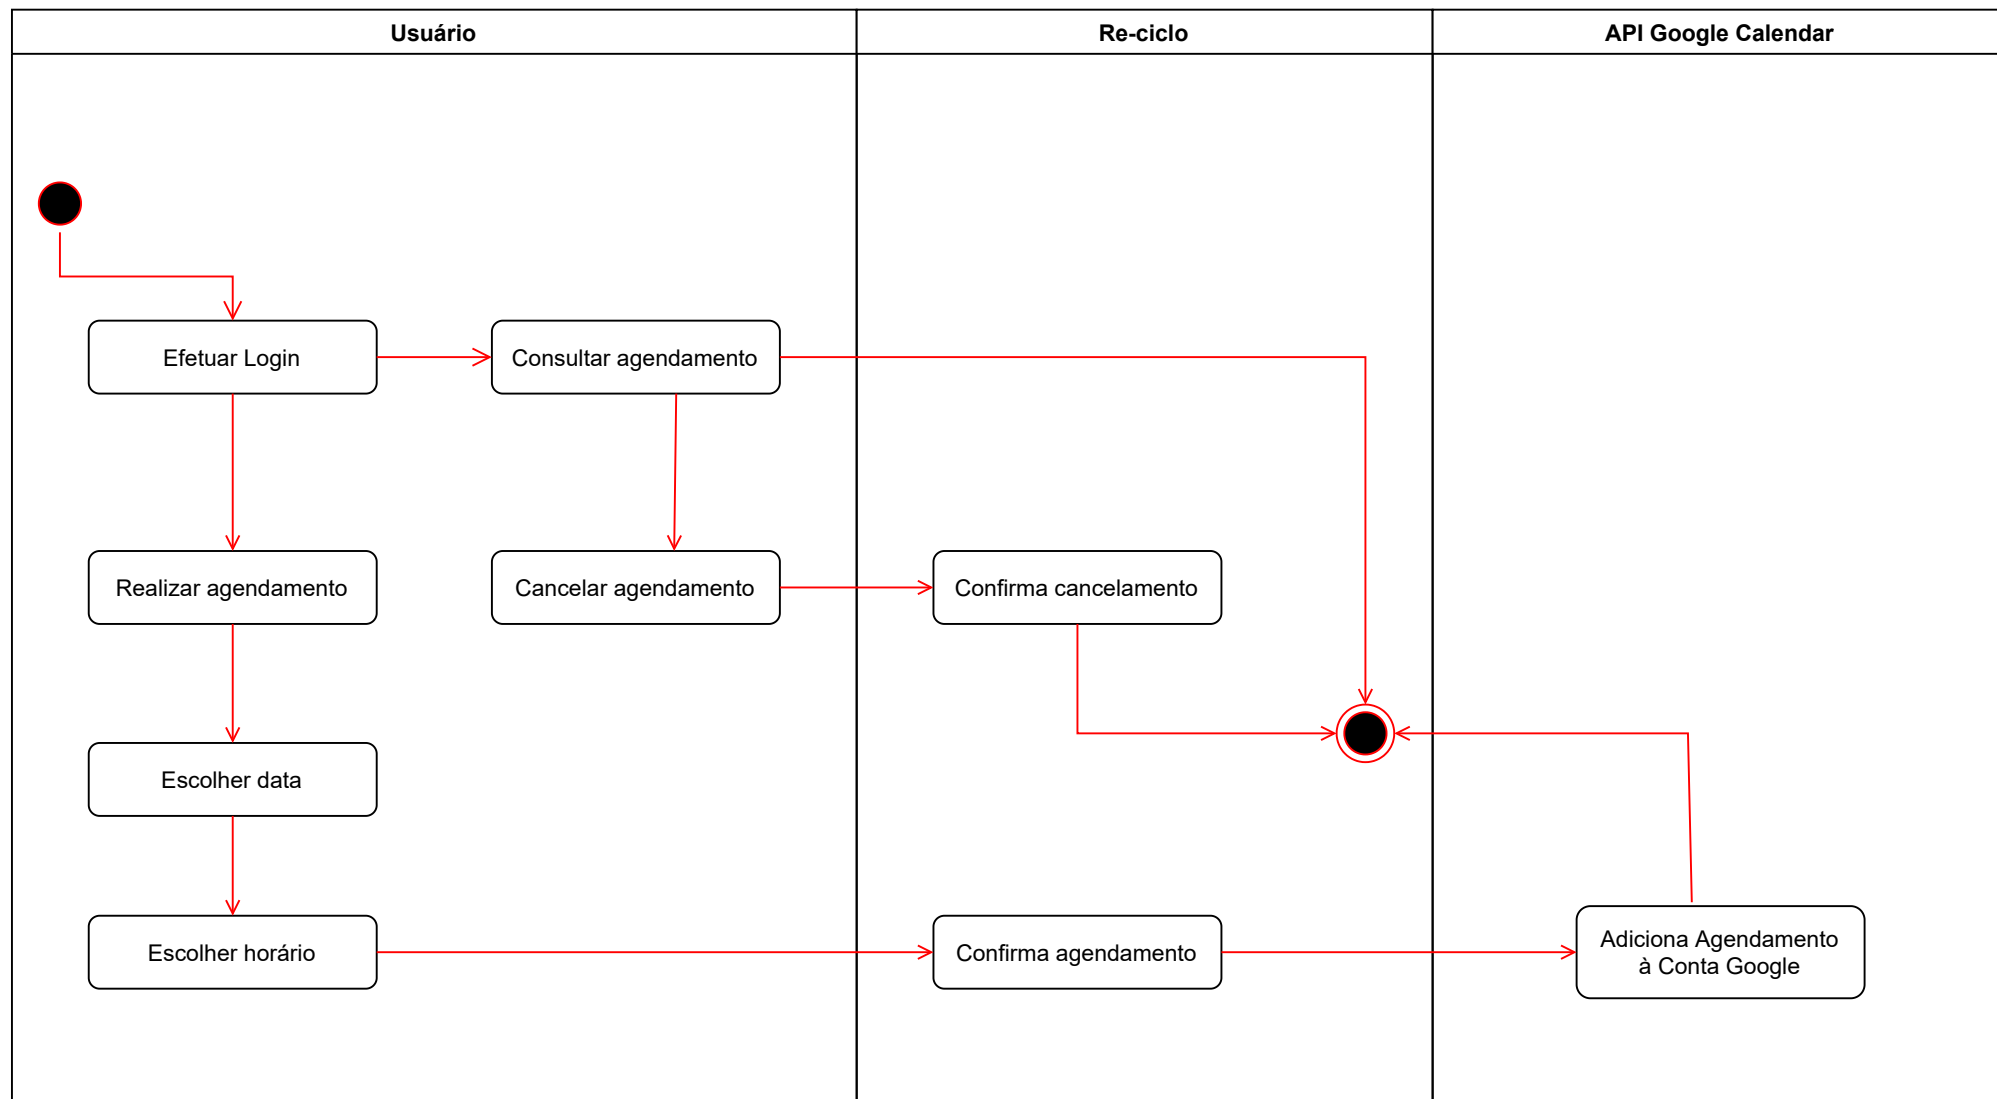 Usuário
Re-ciclo
API Google Calendar
Efetuar Login
Consultar agendamento
Realizar agendamento
Cancelar agendamento
Confirma cancelamento
Escolher data
Escolher horário
Confirma agendamento
Adiciona Agendamento
à Conta Google